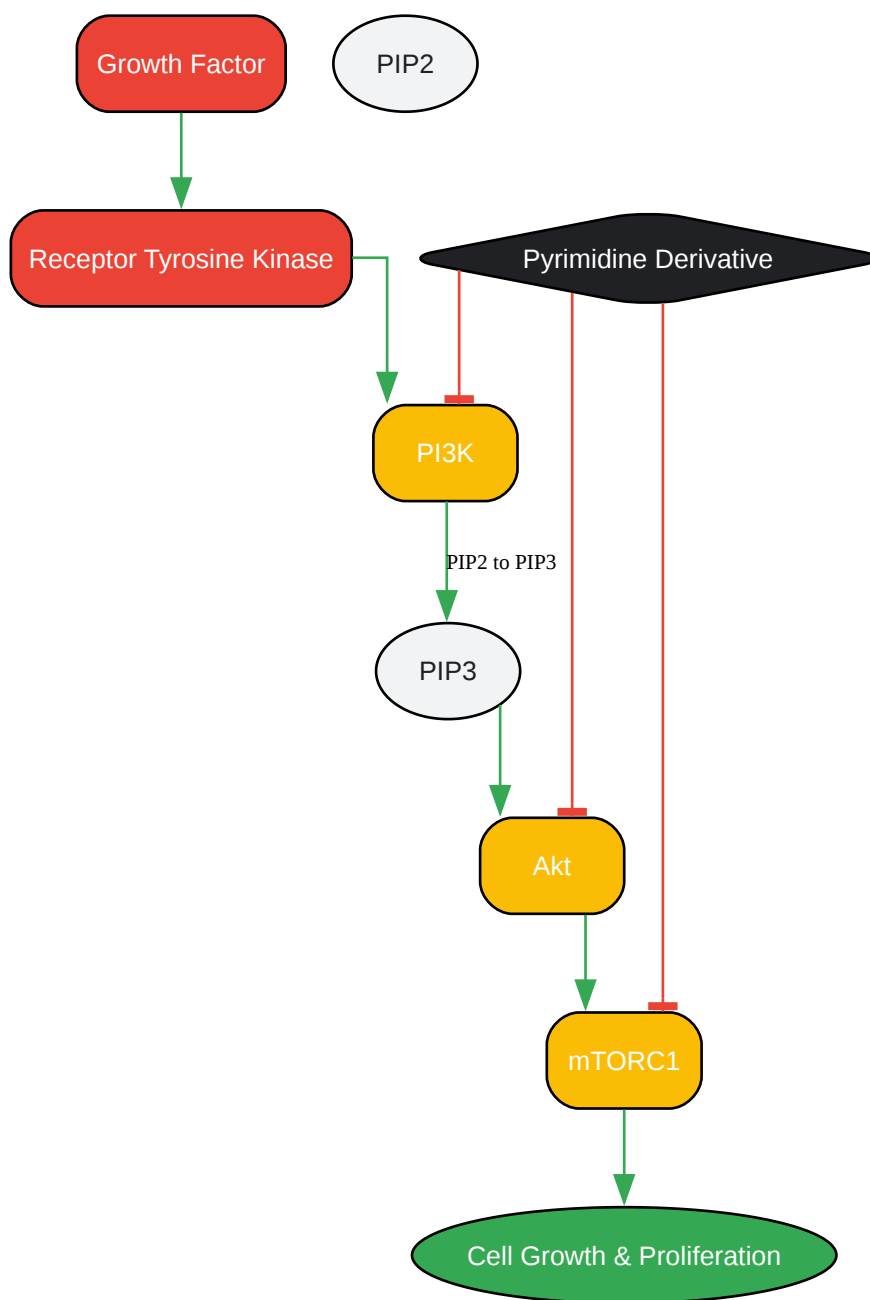 Growth Factor
PIP2
Receptor Tyrosine Kinase
Pyrimidine Derivative
PI3K
PIP2 to PIP3
PIP3
Akt
mTORC1
Cell Growth & Proliferation